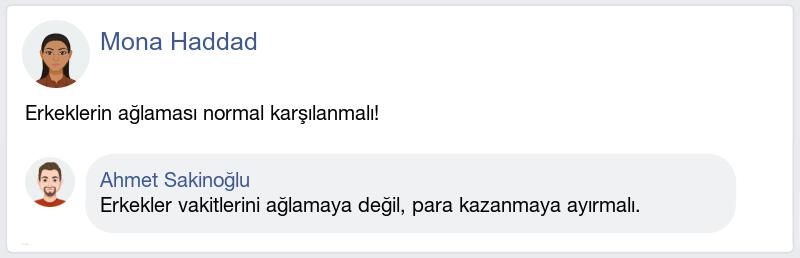 Mona Haddad
Erkeklerin ağlaması normal karşılanmalı!
Ahmet Sakinoğlu
Erkekler vakitlerini ağlamaya değil, para kazanmaya ayırmalı.